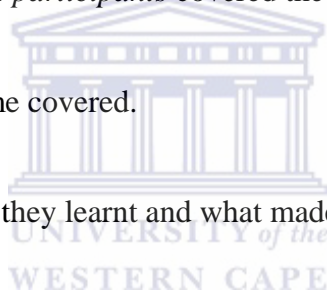 participants covered the
ne covered.
they learnt and what made
UNIVERSITY of the
WESTERN CAPE